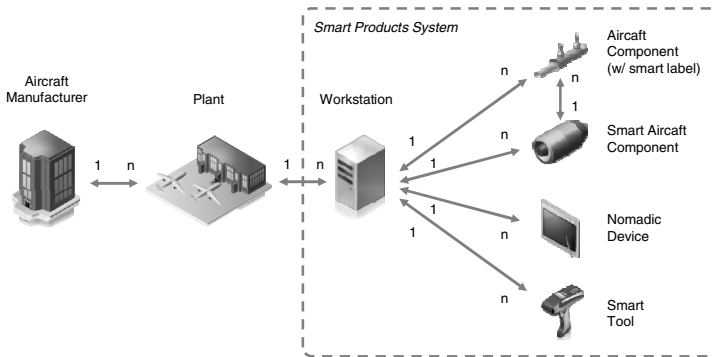 Smart Products System
Aircraft
Manufacturer
Plant
Workstation
Aircaft
Component
(w/ smart label)
Smart Aircaft
Component
Nomadic
Device
Smart
Tool
1 n
1 n
1 n
1 n
1 n
1 n
n
1